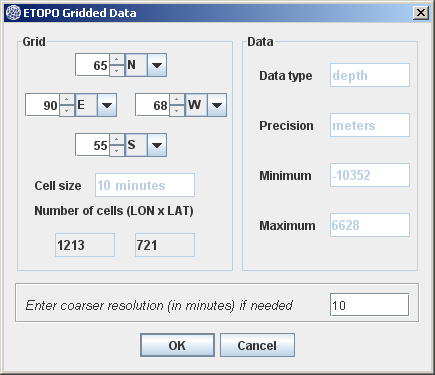 ETOPO Gridded Data
Grid
65 N
90 E 68 W
55 S
Cell size 10 minutes
Number of cells (LON x LAT)
1213 721
Data
Data type depth
Precision meters
Minimum -10352
Maximum 6628
Enter coarser resolution (in minutes) if needed 10
OK Cancel